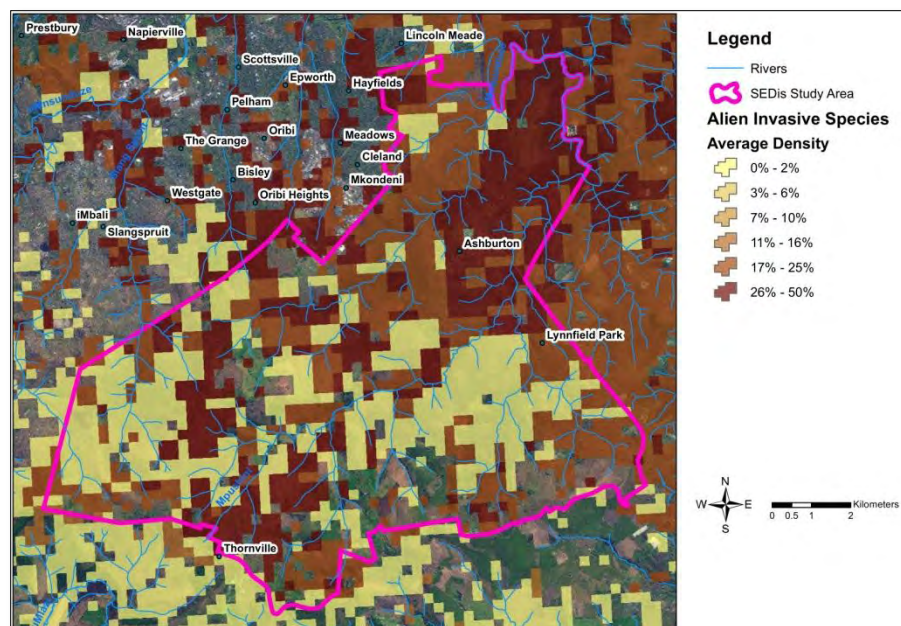 Prestbury
Napierville
Lincoln Meade
Scottsville
Epworth
Hayfields
Pelham
Oribi
The Grange
Meadows
Cleland
Bisley
Mkondeni
Westgate
Oribi Heights
iMbali
Slangspruit
Ashburton
Lynnfield Park
Thornville
Legend
Rivers
SEDis Study Area
Alien Invasive Species
Average Density
0% - 2%
3% - 6%
7% - 10%
11% - 16%
17% - 25%
26% - 50%
N
W E
S
Kilometers
0 0.5 1 2